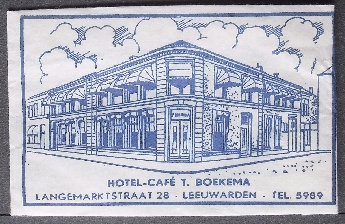 HOTEL-CAFÉ T. BOEKEMA
LANGEMARKTSTRAAT 28 - LEEUWARDEN - TEL. 5989